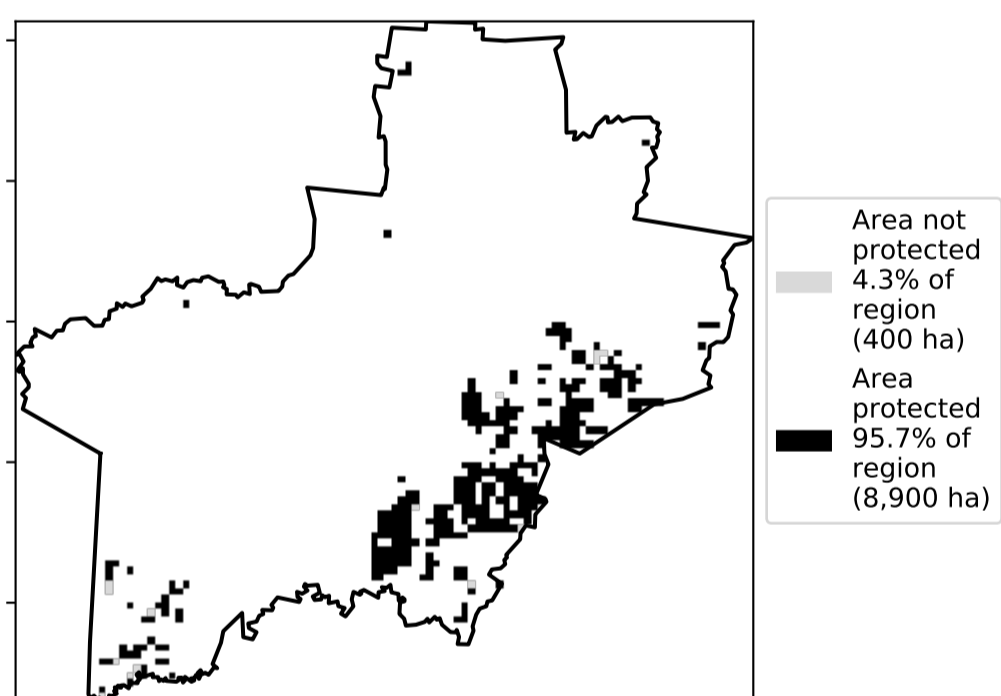 Area not
protected
4.3% of
region
(400 ha)
Area
protected
95.7% of
region
(8,900 ha)